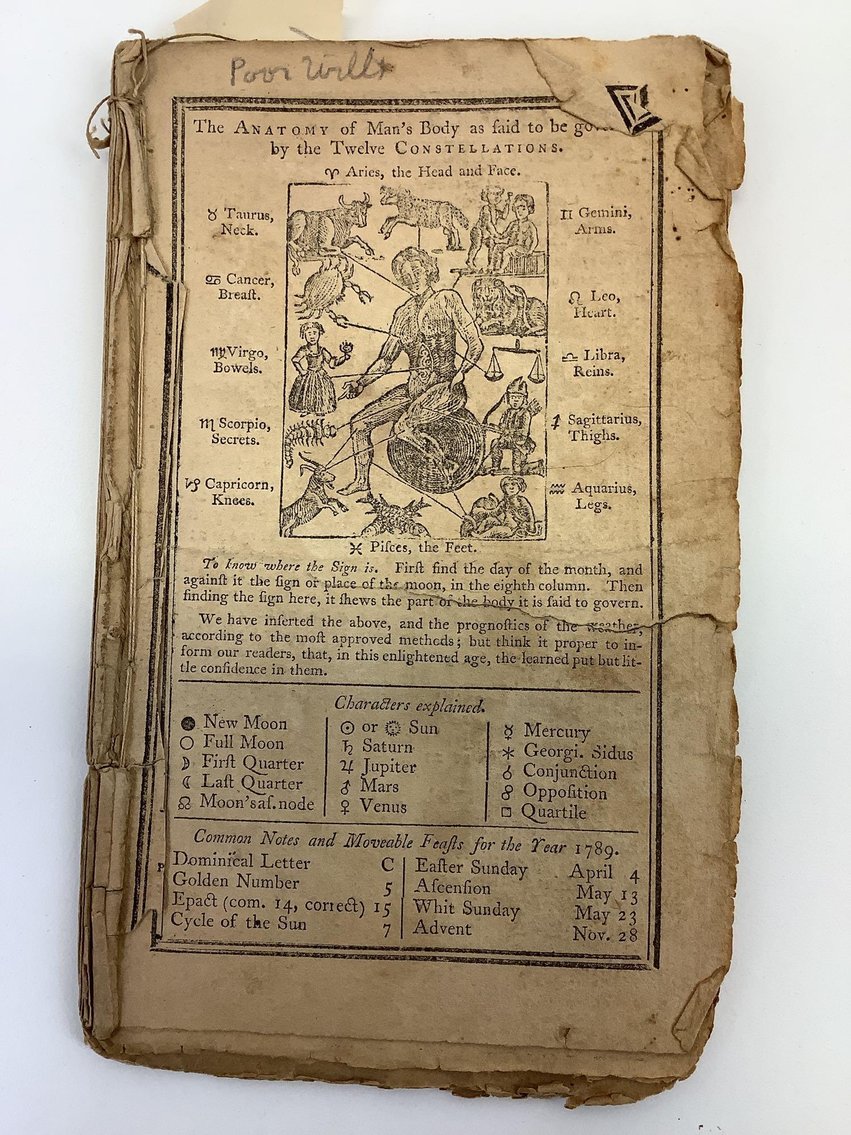 Poor Will's
The ANATOMY of Man's Body as ſaid to be
by the Twelve CONSTELLATIONS.
♈ Aries, the Head and Face.
♉ Taurus,
Neck.
♊ Gemini,
Arms.
♋ Cancer,
Breaſt.
♌ Leo,
Heart.
♍ Virgo,
Bowels.
♎ Libra,
Reins.
♏ Scorpio,
Secrets.
♐ Sagittarius,
Thighs.
♑ Capricorn,
Knees.
♒ Aquarius,
Legs.
♓ Piſces, the Feet.
To know where the Sign is. Firſt find the day of the month, and
againſt it the ſign or place of the moon, in the eighth column. Then
finding the ſign here, it ſhews the part of the body it is ſaid to govern.
We have inſerted the above, and the prognoſtics of the weather,
according to the moſt approved methods; but think it proper to in-
form our readers, that, in this enlightened age, the learned put but lit-
tle confidence in them.
Characters explained.
● New Moon
○ Full Moon
☽ Firſt Quarter
☾ Laſt Quarter
☊ Moon's aſ. node
☉ or ☼ Sun
♄ Saturn
♃ Jupiter
♂ Mars
♀ Venus
☿ Mercury
✶ Georgi. Sidus
☌ Conjunction
☍ Oppoſition
□ Quartile
Common Notes and Moveable Feaſts for the Year 1789.
Dominical Letter C
Golden Number 5
Epact (com. 14, correct) 15
Cycle of the Sun 7
Eaſter Sunday April 4
Aſcenſion May 13
Whit Sunday May 23
Advent Nov. 28